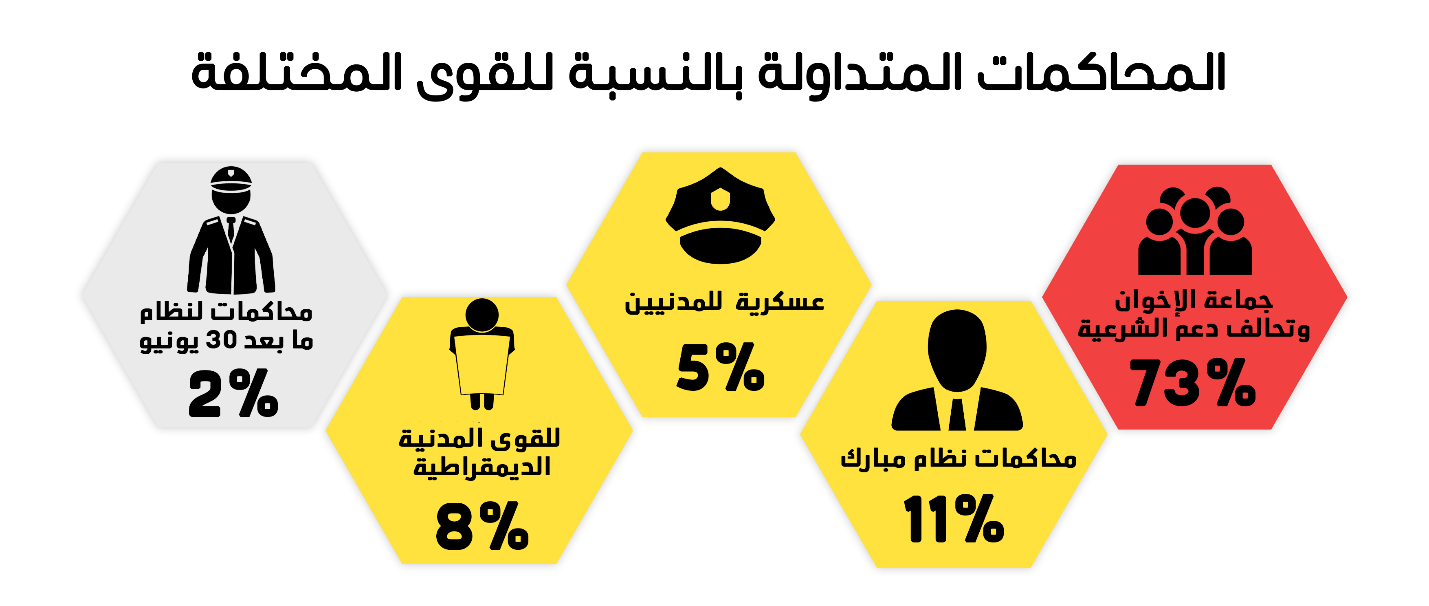 المحاكمات المتداولة بالنسبة للقوى المختلفة
جماعة الإخوان
وتحالف دعم الشرعية
73%
محاكمات نظام مبارك
11%
عسكرية للمدنيين
5%
للقوى المدنية
الديمقراطية
8%
محاكمات لنظام
ما بعد 30 يونيو
2%